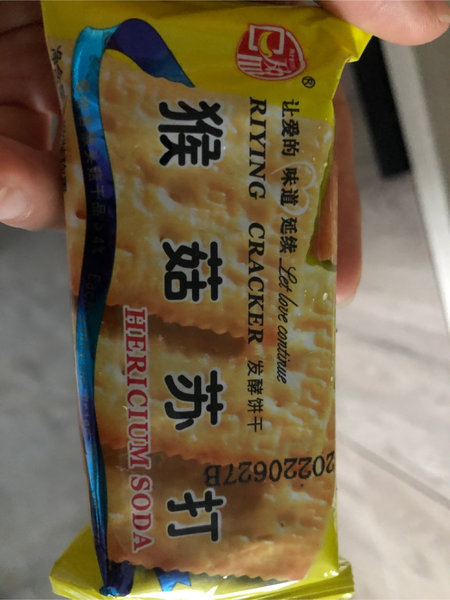 ®
让爱的 味道 延续 Let love continue
RIYING CRACKER 发酵饼干
猴菇苏打
HERICIUM SODA
20220627B